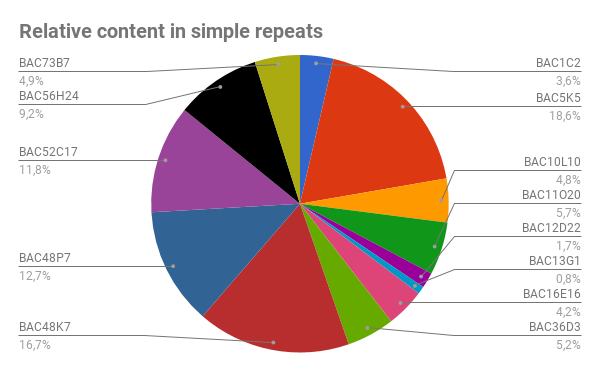 Relative content in simple repeats
BAC73B7
4,9%
BAC56H24
9,2%
BAC52C17
11,8%
BAC48P7
12,7%
BAC48K7
16,7%
BAC1C2
3,6%
BAC5K5
18,6%
BAC10L10
4,8%
BAC11O20
5,7%
BAC12D22
1,7%
BAC13G1
0,8%
BAC16E16
4,2%
BAC36D3
5,2%